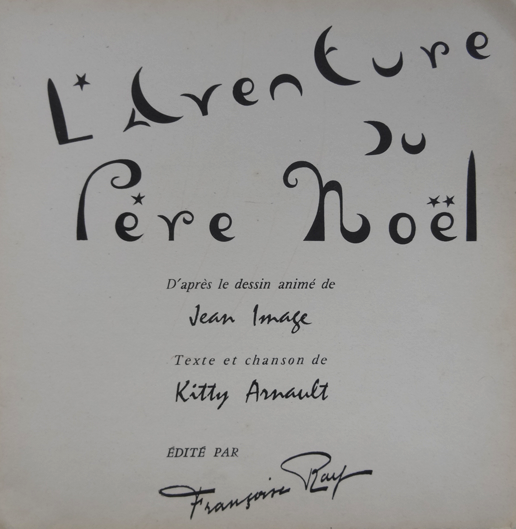 L'Aventure
Du
Père Noël
D'après le dessin animé de
Jean Image
Texte et chanson de
Kitty Arnault
ÉDITÉ PAR
Françoise Ray